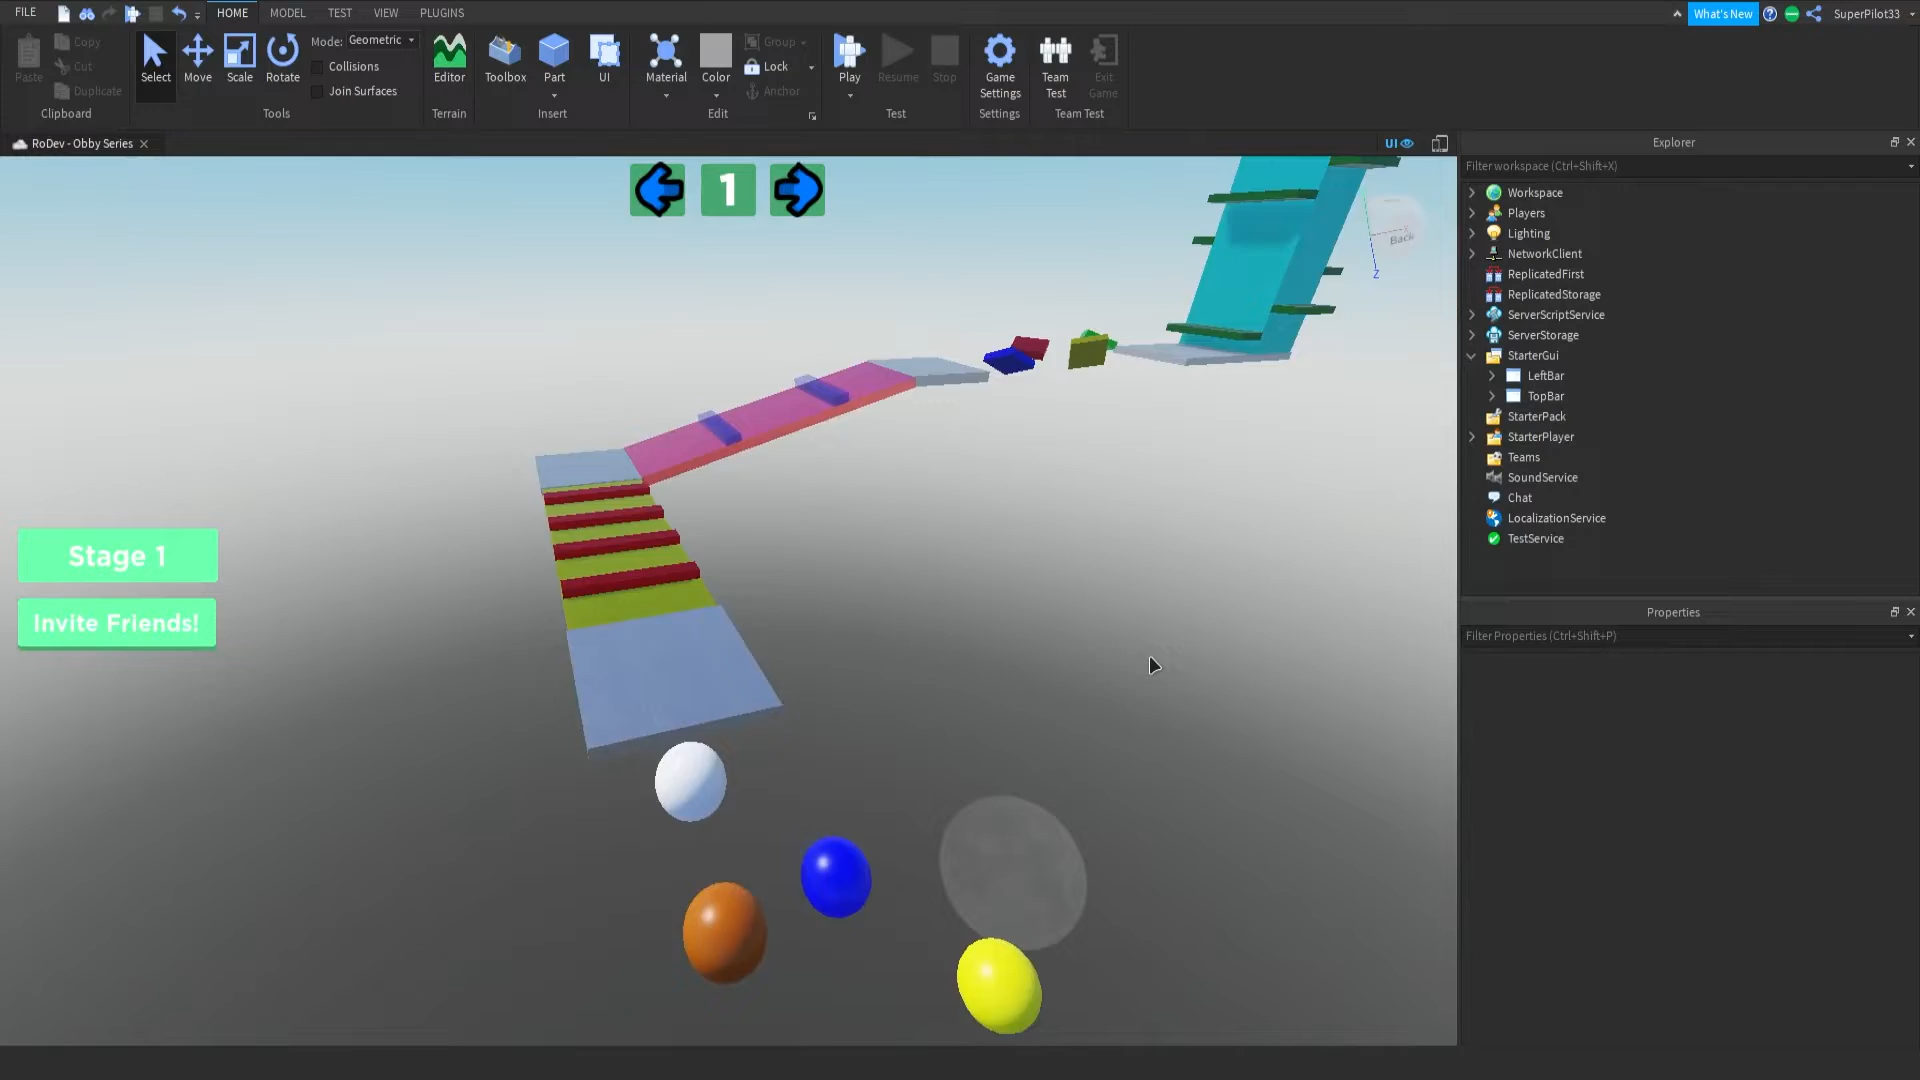 FILE HOME MODEL TEST VIEW PLUGINS What's New SuperPilot33
Paste Copy Cut Duplicate Clipboard
Select Move Scale Rotate Mode: Geometric Collisions Join Surfaces Tools
Editor Terrain
Toolbox Part UI Insert
Material Color Group Lock Anchor Edit
Play Resume Stop Test
Game Settings Settings
Team Test Exit Game Team Test
RoDev - Obby Series UI
1
Back
Z
Stage 1
Invite Friends!
Explorer
Filter workspace (Ctrl+Shift+X)
Workspace
Players
Lighting
NetworkClient
ReplicatedFirst
ReplicatedStorage
ServerScriptService
ServerStorage
StarterGui
LeftBar
TopBar
StarterPack
StarterPlayer
Teams
SoundService
Chat
LocalizationService
TestService
Properties
Filter Properties (Ctrl+Shift+P)